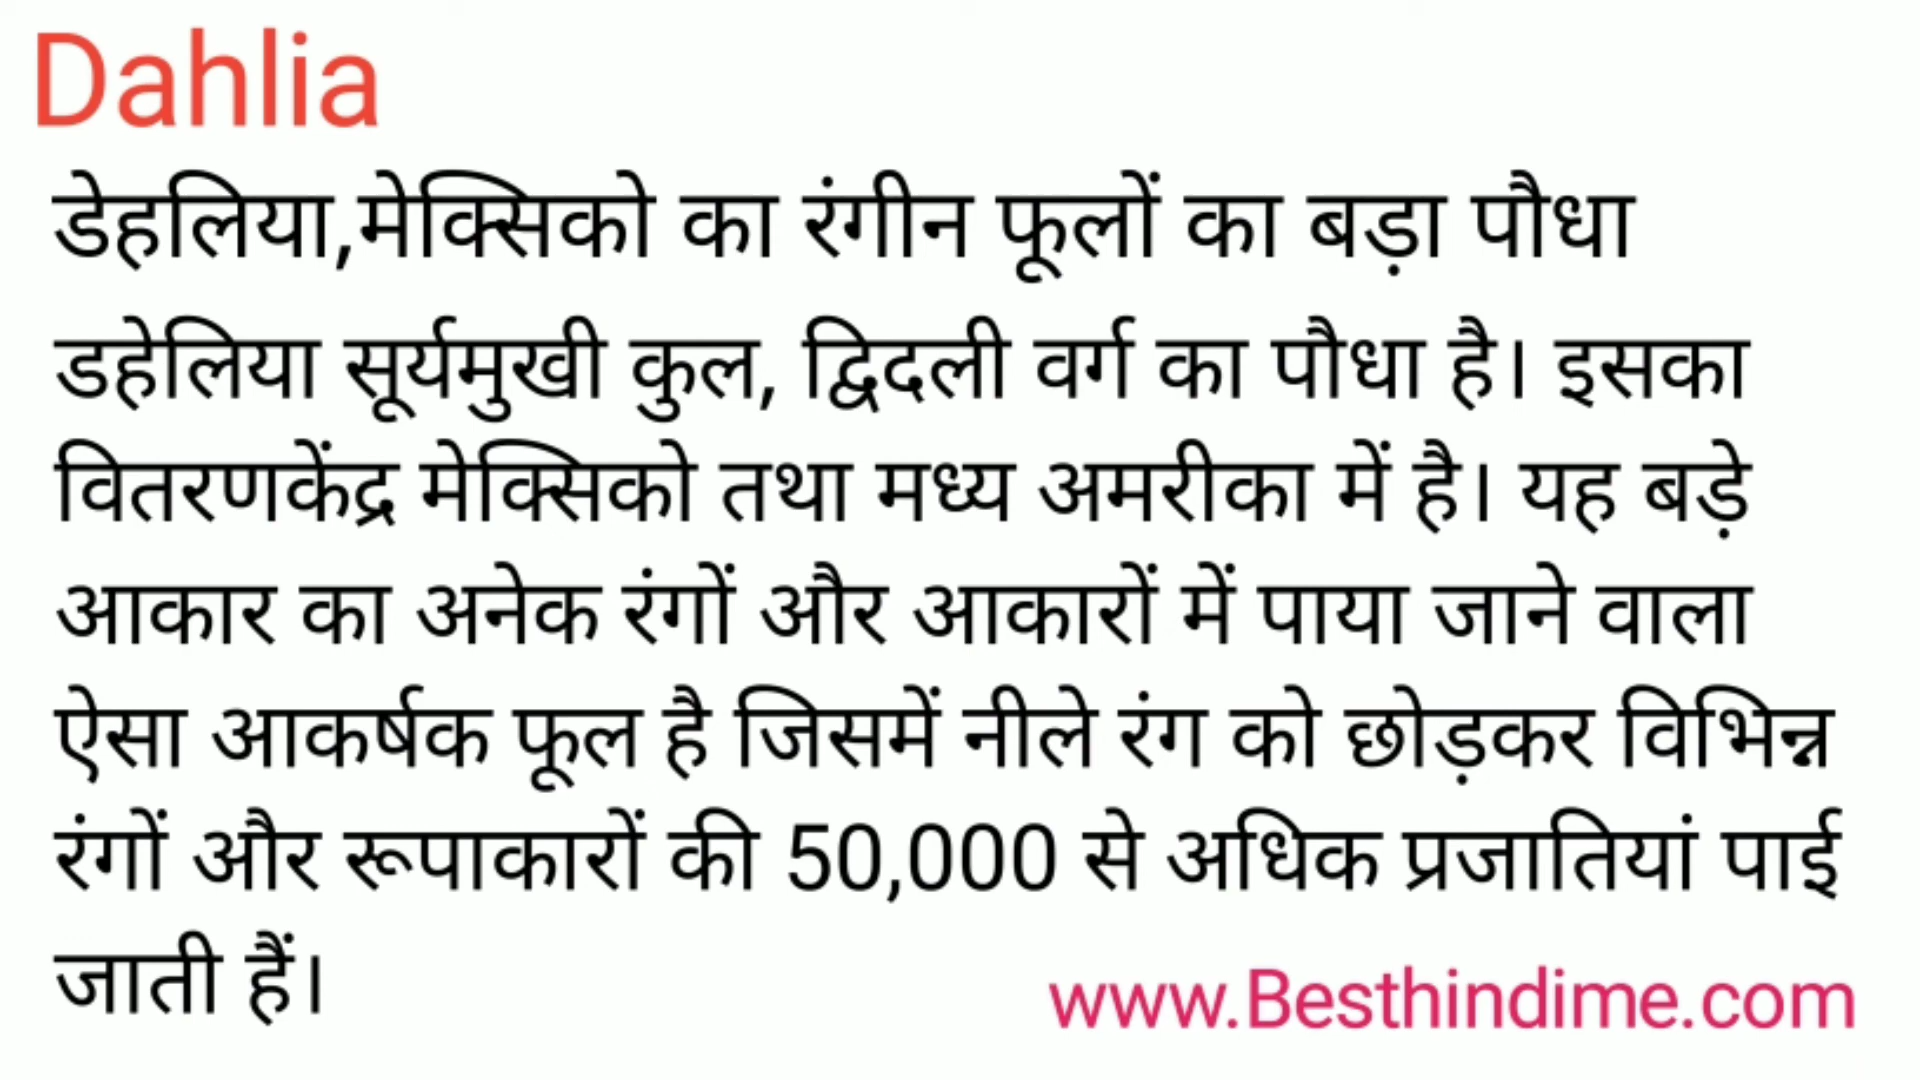 Dahlia
डेहलिया,मेक्सिको का रंगीन फूलों का बड़ा पौधा
डहेलिया सूर्यमुखी कुल, द्विदली वर्ग का पौधा है। इसका
वितरणकेंद्र मेक्सिको तथा मध्य अमरीका में है। यह बड़े
आकार का अनेक रंगों और आकारों में पाया जाने वाला
ऐसा आकर्षक फूल है जिसमें नीले रंग को छोड़कर विभिन्न
रंगों और रूपाकारों की 50,000 से अधिक प्रजातियां पाई
जाती हैं।
www.Besthindime.com